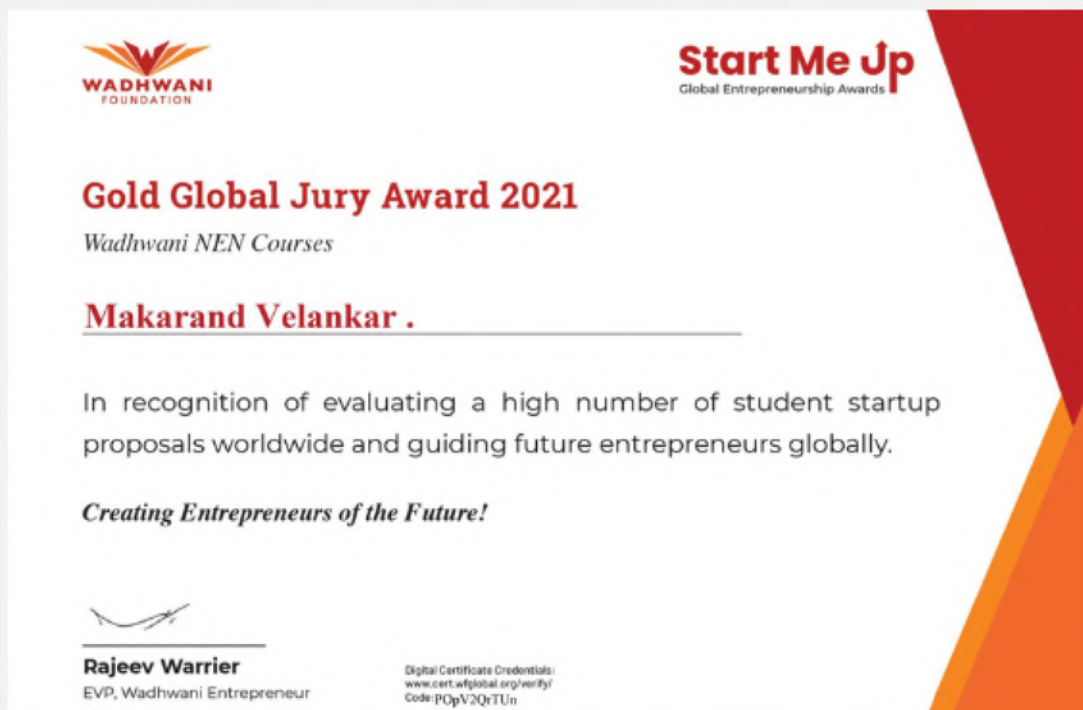 WADHWANI
FOUNDATION
Start Me Up
Global Entrepreneurship Awards
Gold Global Jury Award 2021
Wadhwani NEN Courses
Makarand Velankar .
In recognition of evaluating a high number of student startup
proposals worldwide and guiding future entrepreneurs globally.
Creating Entrepreneurs of the Future!
Rajeev Warrier
EVP, Wadhwani Entrepreneur
Digital Certificate Credentials:
www.cert.wfglobal.org/verify/
Code:POpV2QrTUn